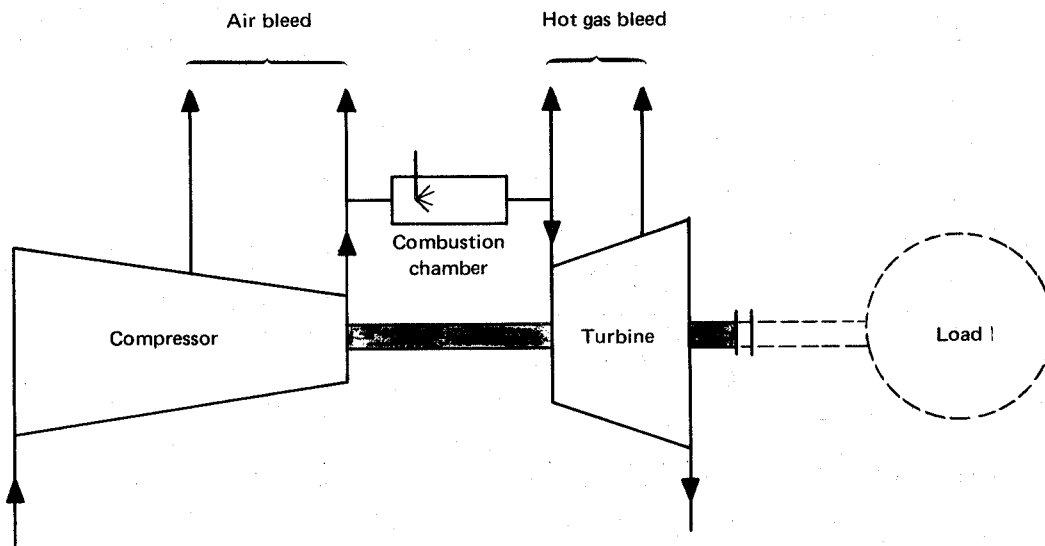 Air bleed
Hot gas bleed
Combustion
chamber
Compressor
Turbine
Load